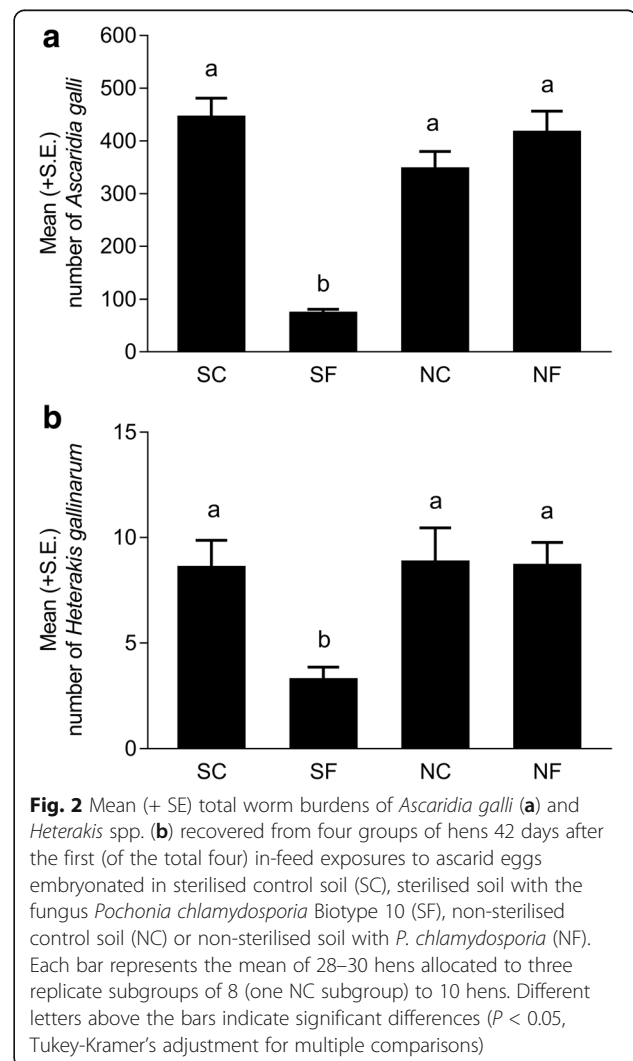 a
600
500
400
300
200
100
0
Mean (+S.E.)
number of Ascaridia galli
a
b
a
a
SC SF NC NF
b
15
10
5
0
Mean (+S.E.)
number of Heterakis gallinarum
a
b
a
a
SC SF NC NF
Fig. 2 Mean (+ SE) total worm burdens of Ascaridia galli (a) and
Heterakis spp. (b) recovered from four groups of hens 42 days after
the first (of the total four) in-feed exposures to ascarid eggs
embryonated in sterilised control soil (SC), sterilised soil with the
fungus Pochonia chlamydosporia Biotype 10 (SF), non-sterilised
control soil (NC) or non-sterilised soil with P. chlamydosporia (NF).
Each bar represents the mean of 28–30 hens allocated to three
replicate subgroups of 8 (one NC subgroup) to 10 hens. Different
letters above the bars indicate significant differences (P < 0.05,
Tukey-Kramer's adjustment for multiple comparisons)